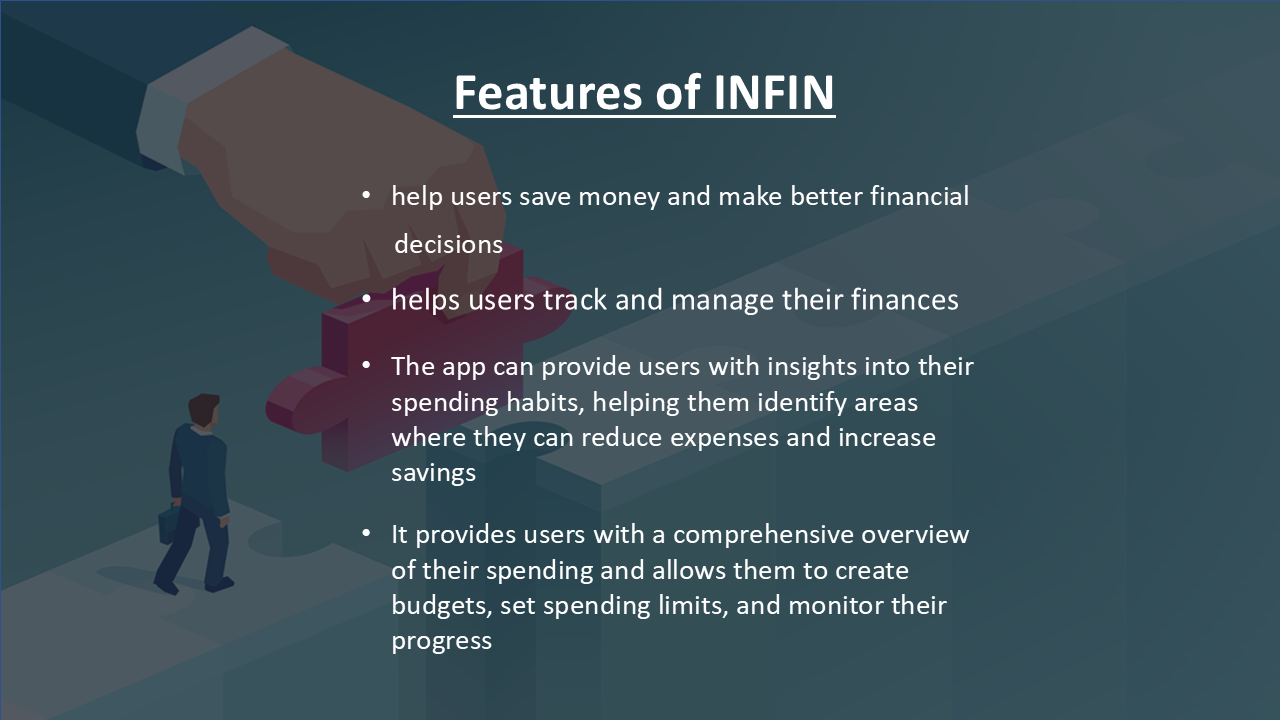 Features of INFIN
• help users save money and make better financial
decisions
• helps users track and manage their finances
• The app can provide users with insights into their
spending habits, helping them identify areas
where they can reduce expenses and increase
savings
• It provides users with a comprehensive overview
of their spending and allows them to create
budgets, set spending limits, and monitor their
progress